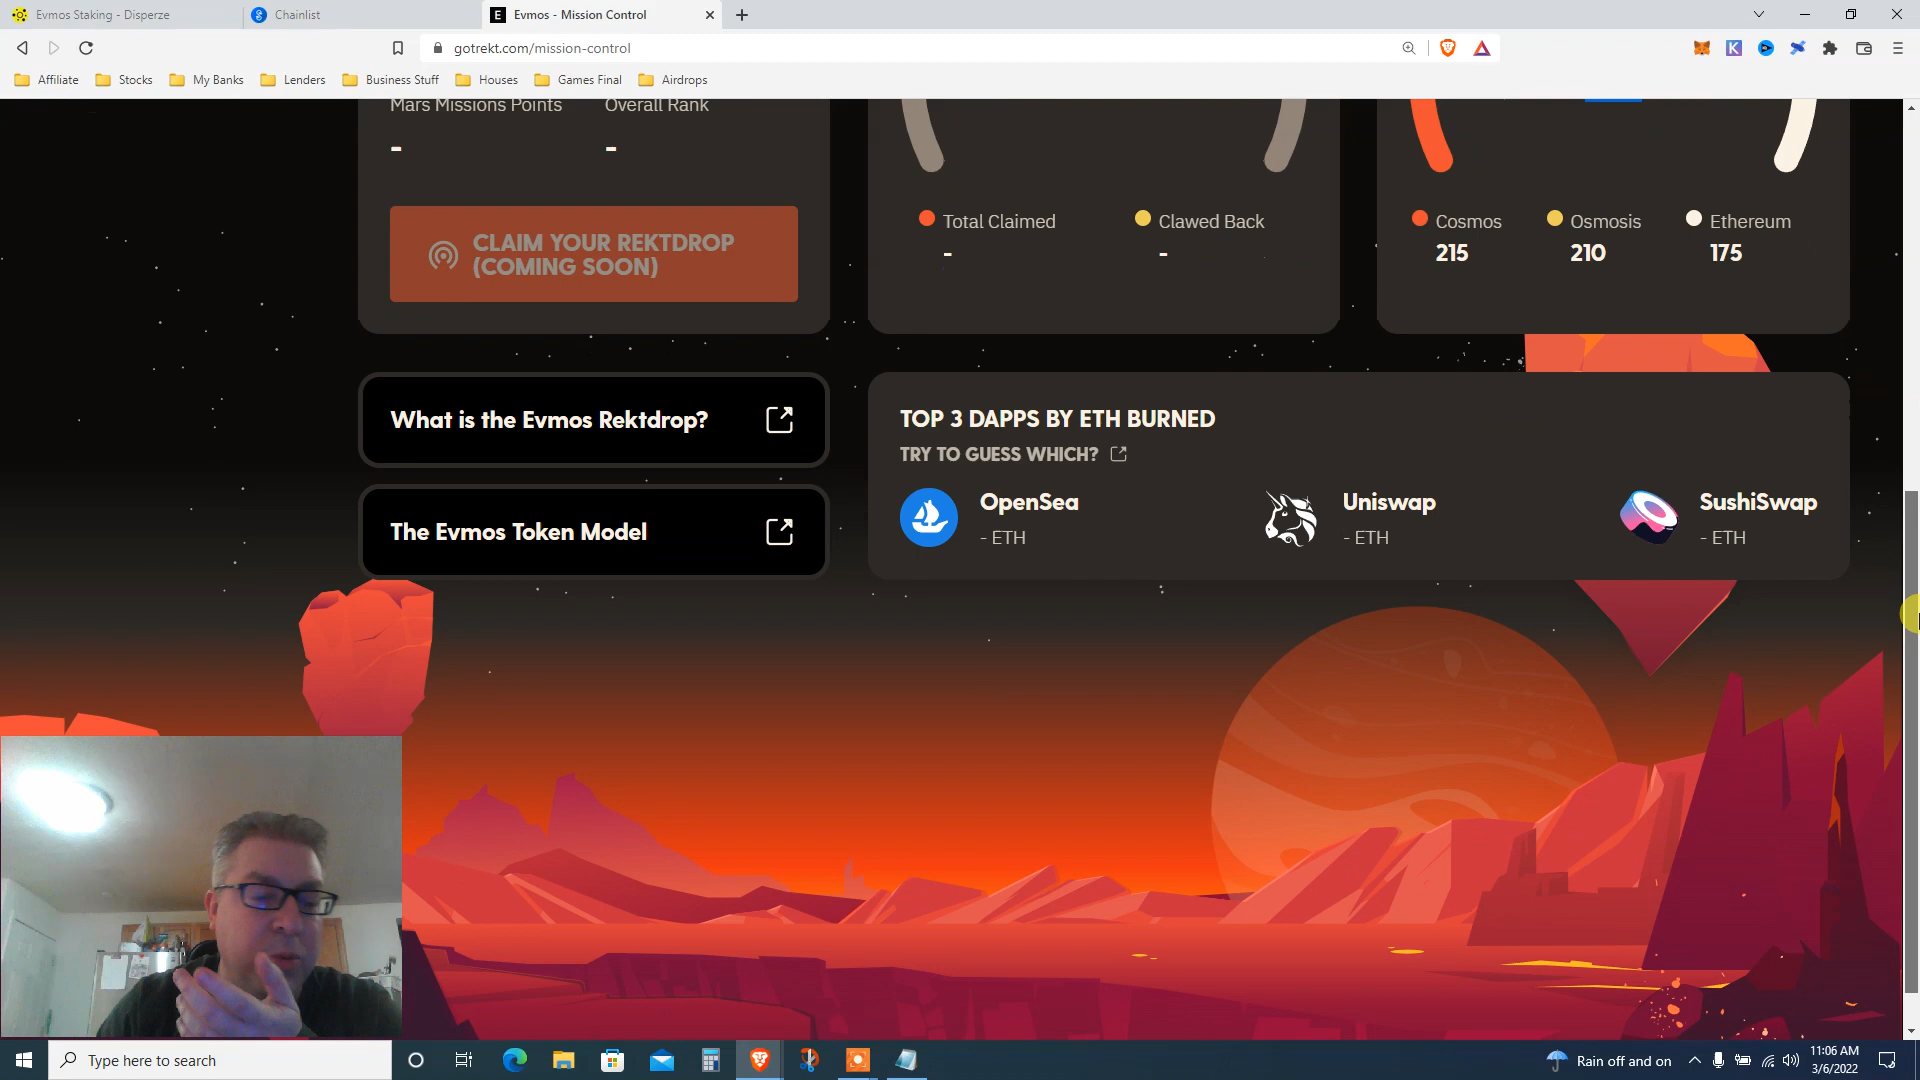 Evmos Staking - Disperze
Chainlist
E Evmos - Mission Control
gotrekt.com/mission-control
Affiliate
Stocks
My Banks
Lenders
Business Stuff
Houses
Games Final
Airdrops
Mars Missions Points
Overall Rank
-
-
CLAIM YOUR REKTDROP
(COMING SOON)
Total Claimed
-
Clawed Back
-
Cosmos
215
Osmosis
210
Ethereum
175
What is the Evmos Rektdrop?
The Evmos Token Model
TOP 3 DAPPS BY ETH BURNED
TRY TO GUESS WHICH?
OpenSea
- ETH
Uniswap
- ETH
SushiSwap
- ETH
Type here to search
Rain off and on
11:06 AM
3/6/2022